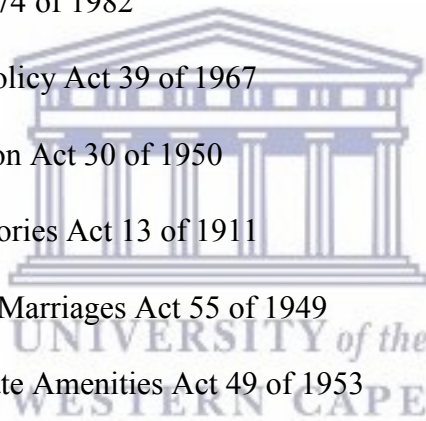 74 of 1982
olicy Act 39 of 1967
on Act 30 of 1950
ories Act 13 of 1911
Marriages Act 55 of 1949
UNIVERSITY of the
te Amenities Act 49 of 1953
WESTERN CAPE